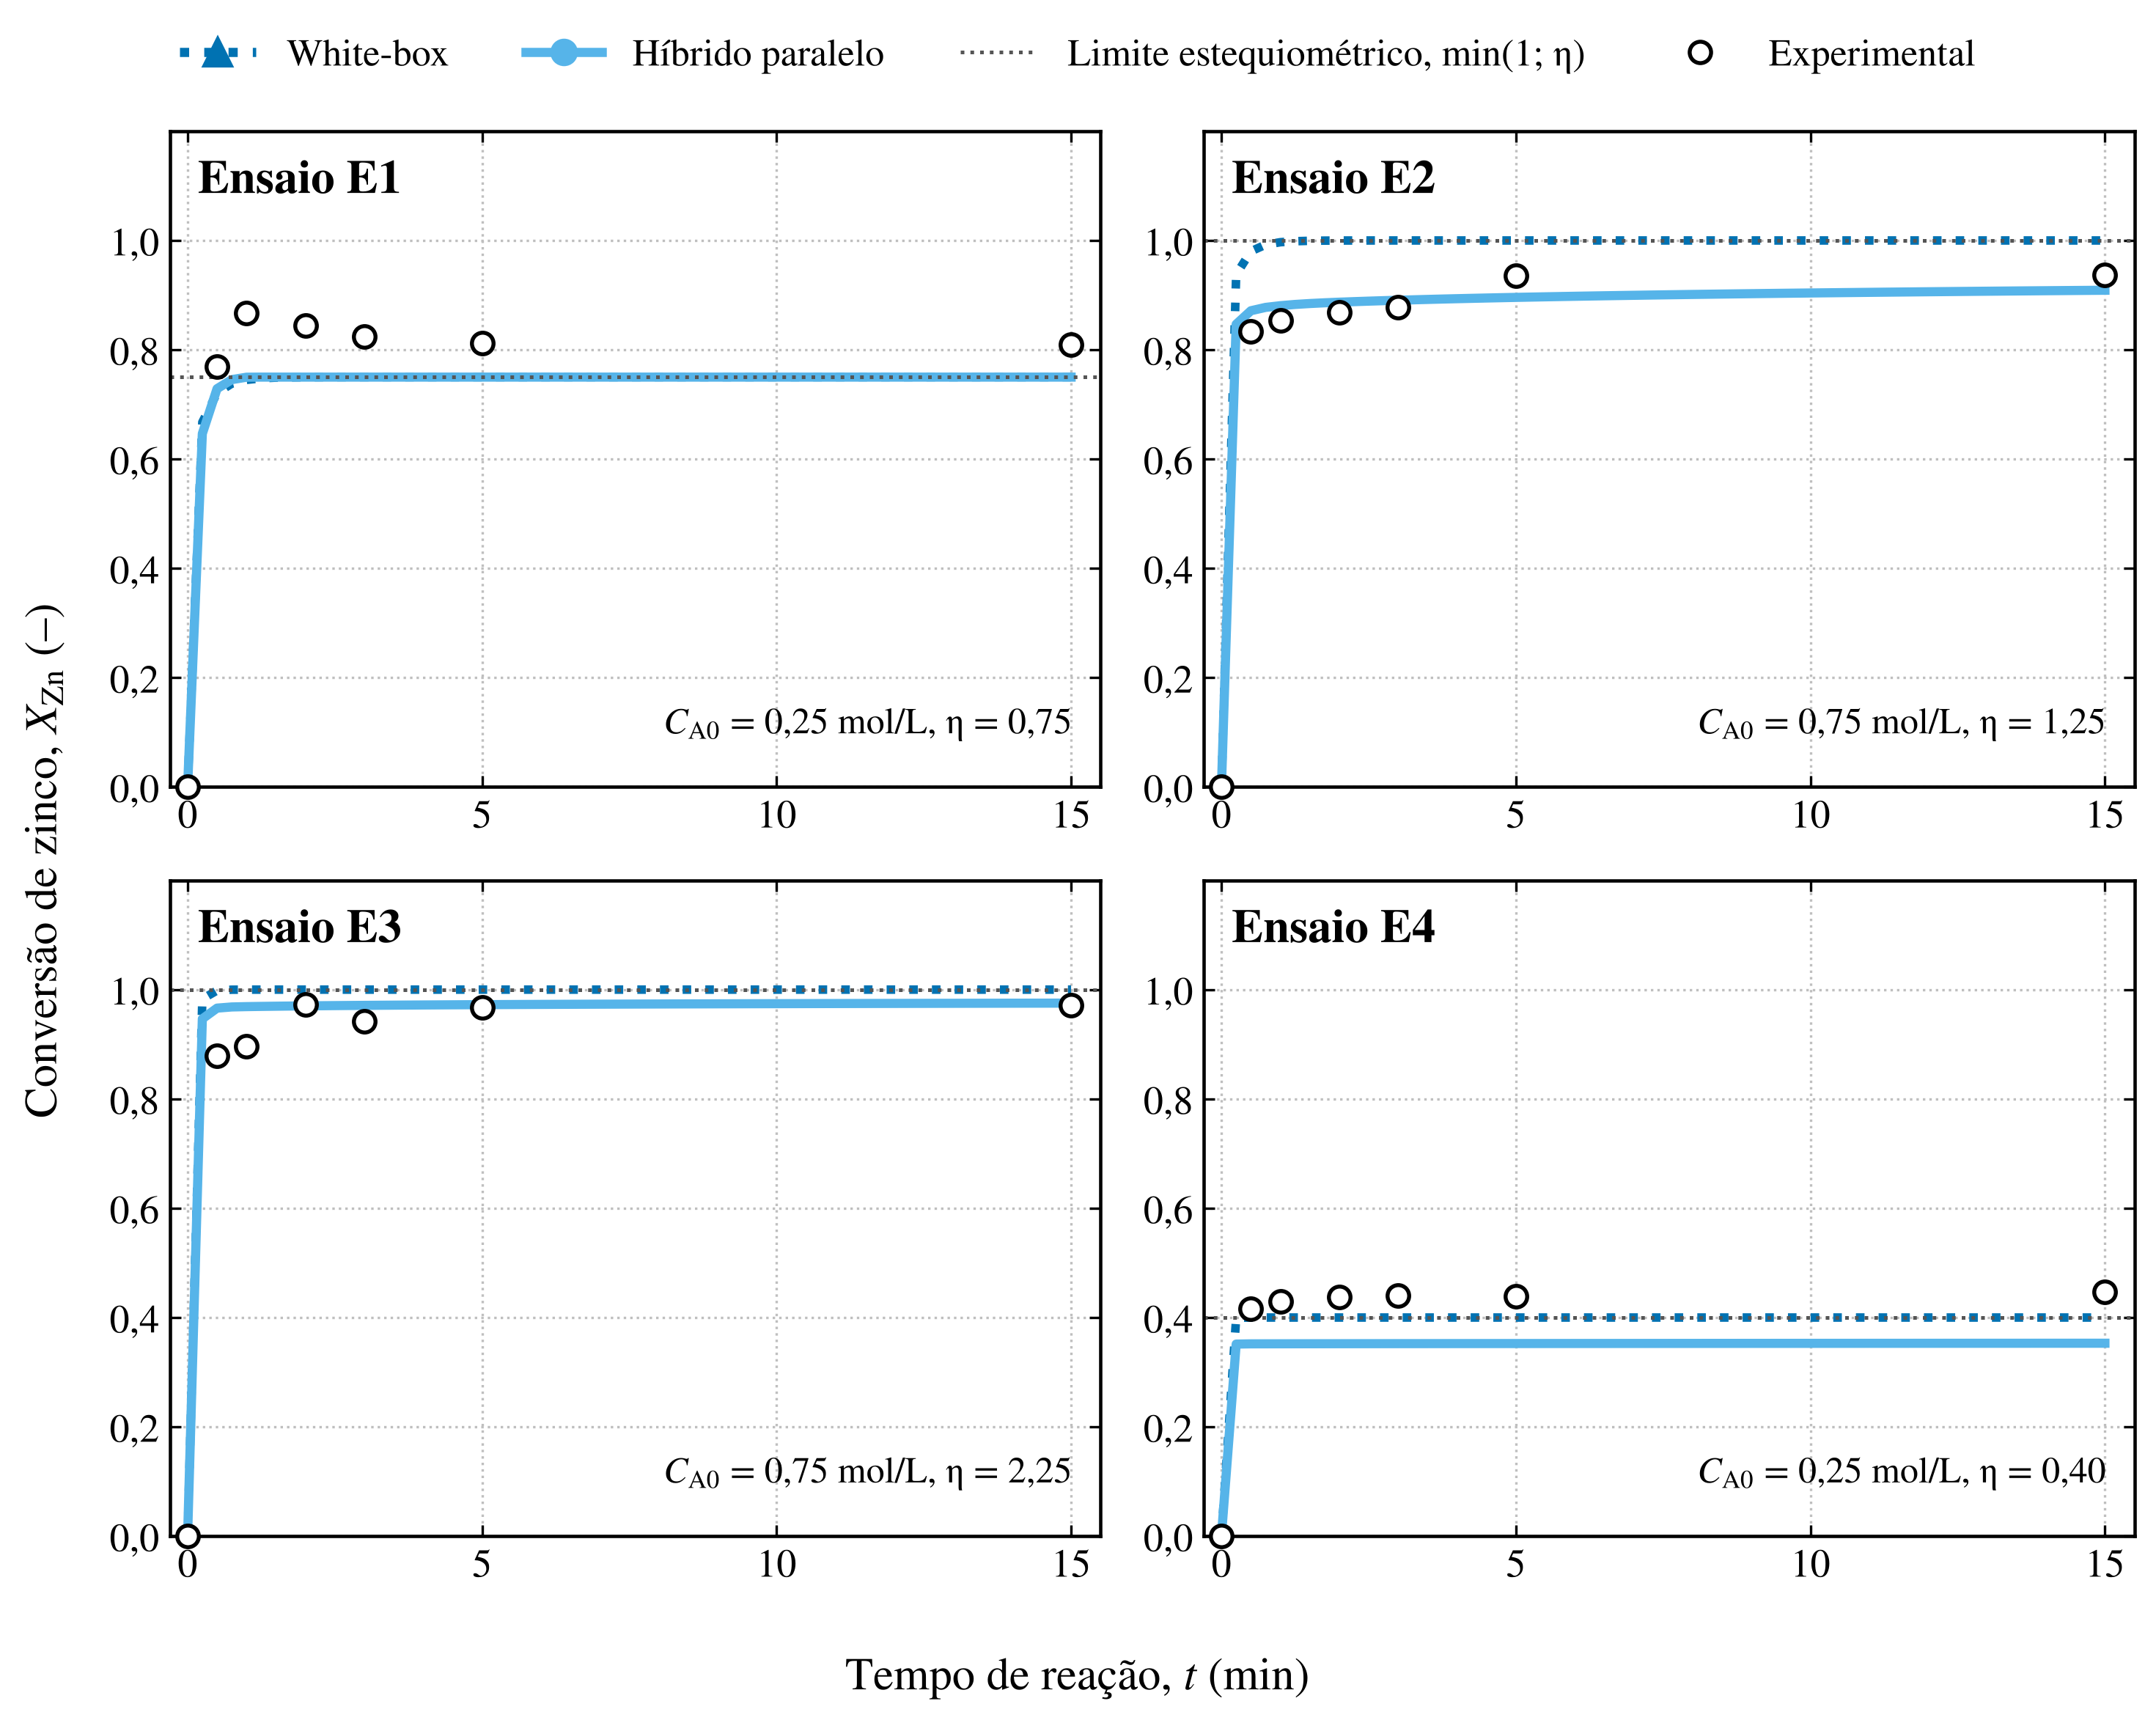 White-box Híbrido paralelo Limite estequiométrico, min(1; η) Experimental
Ensaio E1
1,0
0,8
0,6
0,4
0,2
0,0
C_A0 = 0,25 mol/L, η = 0,75
0 5 10 15
Ensaio E2
1,0
0,8
0,6
0,4
0,2
0,0
C_A0 = 0,75 mol/L, η = 1,25
0 5 10 15
Conversão de zinco, X_Zn (−)
Ensaio E3
1,0
0,8
0,6
0,4
0,2
0,0
C_A0 = 0,75 mol/L, η = 2,25
0 5 10 15
Ensaio E4
1,0
0,8
0,6
0,4
0,2
0,0
C_A0 = 0,25 mol/L, η = 0,40
0 5 10 15
Tempo de reação, t (min)